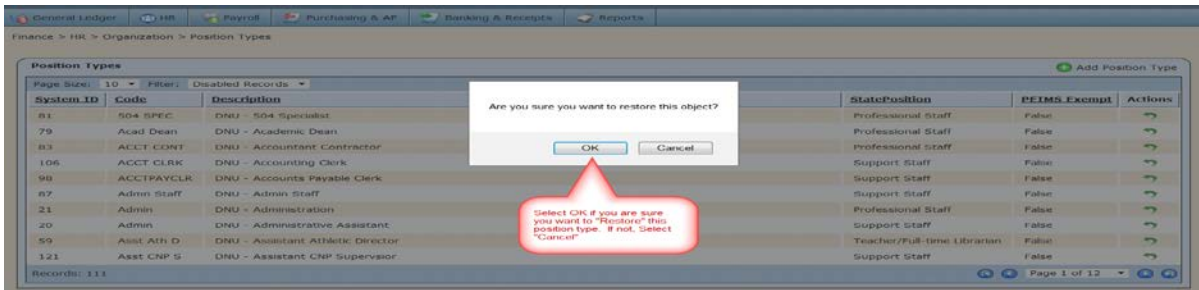 General Ledger HR Payroll Purchasing & AP Banking & Receipts Reports
Finance > HR > Organization > Position Types
Position Types Add Position Type
Page Size: 10 Filter: Disabled Records
System ID Code Description StatePosition PEIMS Exempt Actions
81 504 SPEC DNU - 504 Specialist Professional Staff False
79 Acad Dean DNU - Academic Dean Professional Staff False
83 ACCT CONT DNU - Accountant Contractor Professional Staff False
106 ACCT CLRK DNU - Accounting Clerk Support Staff False
98 ACCTPAYCLR DNU - Accounts Payable Clerk Support Staff False
87 Admin Staff DNU - Admin Staff Support Staff False
21 Admin DNU - Administration Professional Staff False
20 Admin DNU - Administrative Assistant Support Staff False
59 Asst Ath D DNU - Assistant Athletic Director Teacher/Full-time Librarian False
121 Asst CNP S DNU - Assistant CNP Supervsior Support Staff False
Records: 111 Page 1 of 12
Are you sure you want to restore this object?
OK Cancel
Select OK if you are sure
you want to "Restore" this
position type. If not, Select
"Cancel"